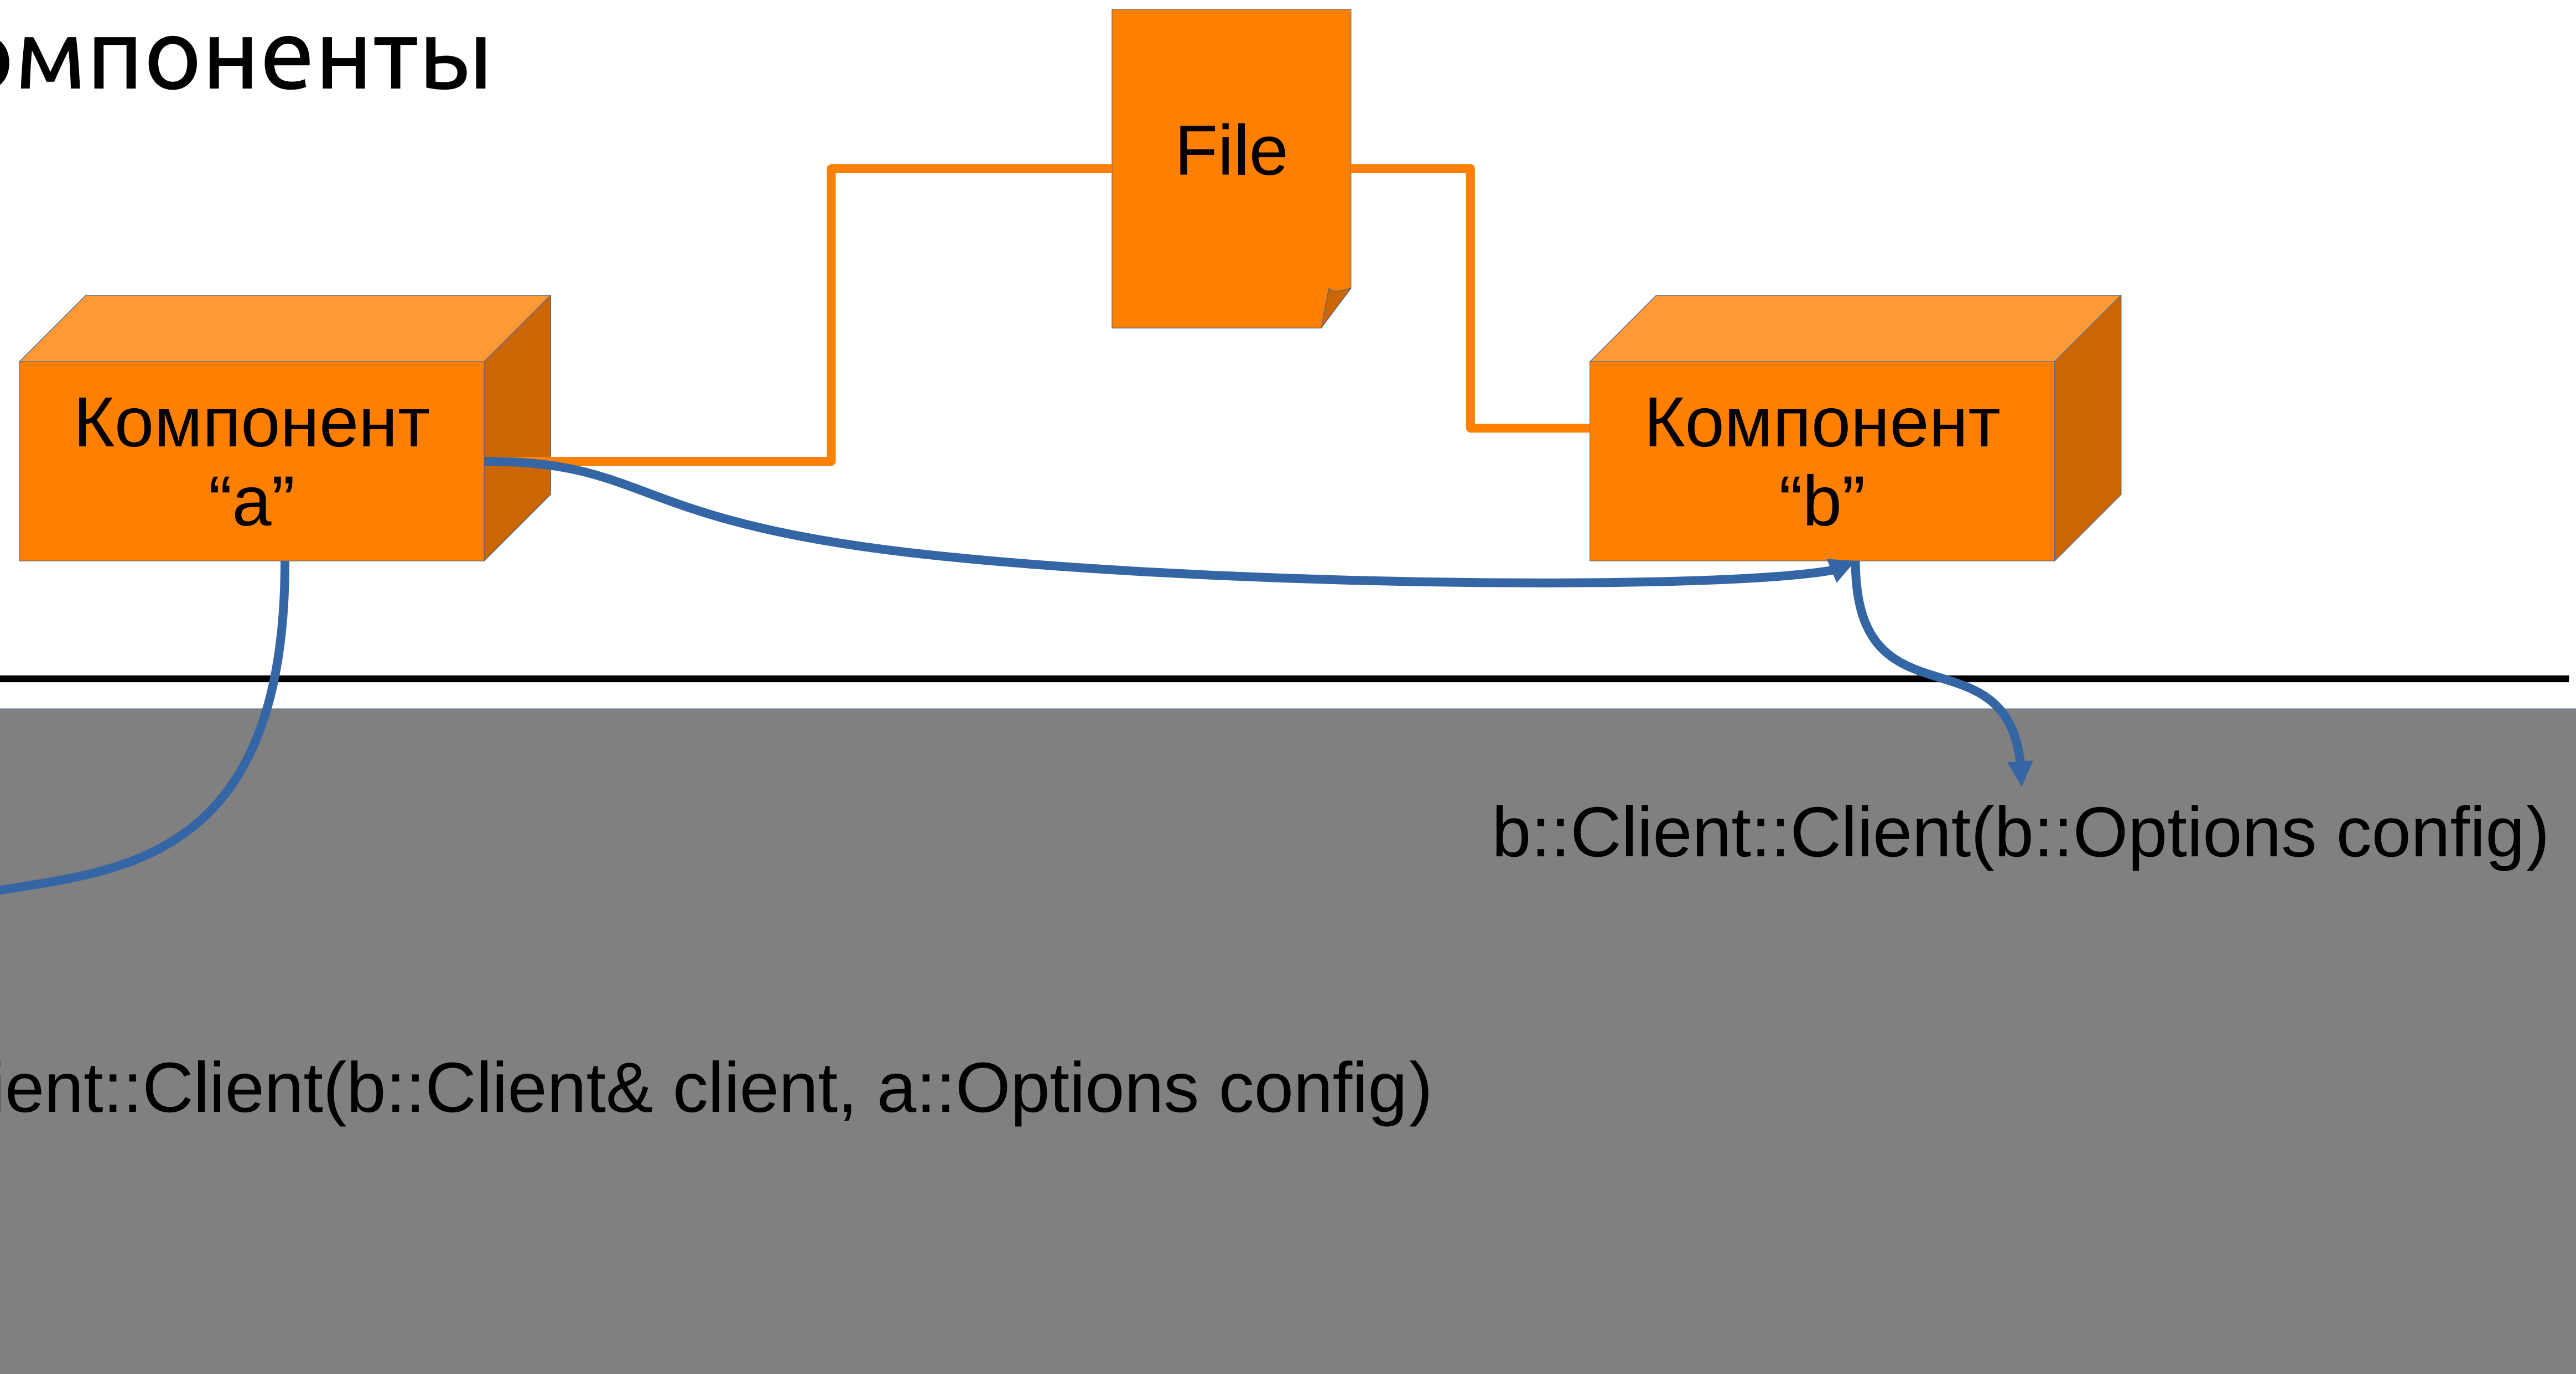 омпоненты
File
Компонент
“a”
Компонент
“b”
b::Client::Client(b::Options config)
ient::Client(b::Client& client, a::Options config)